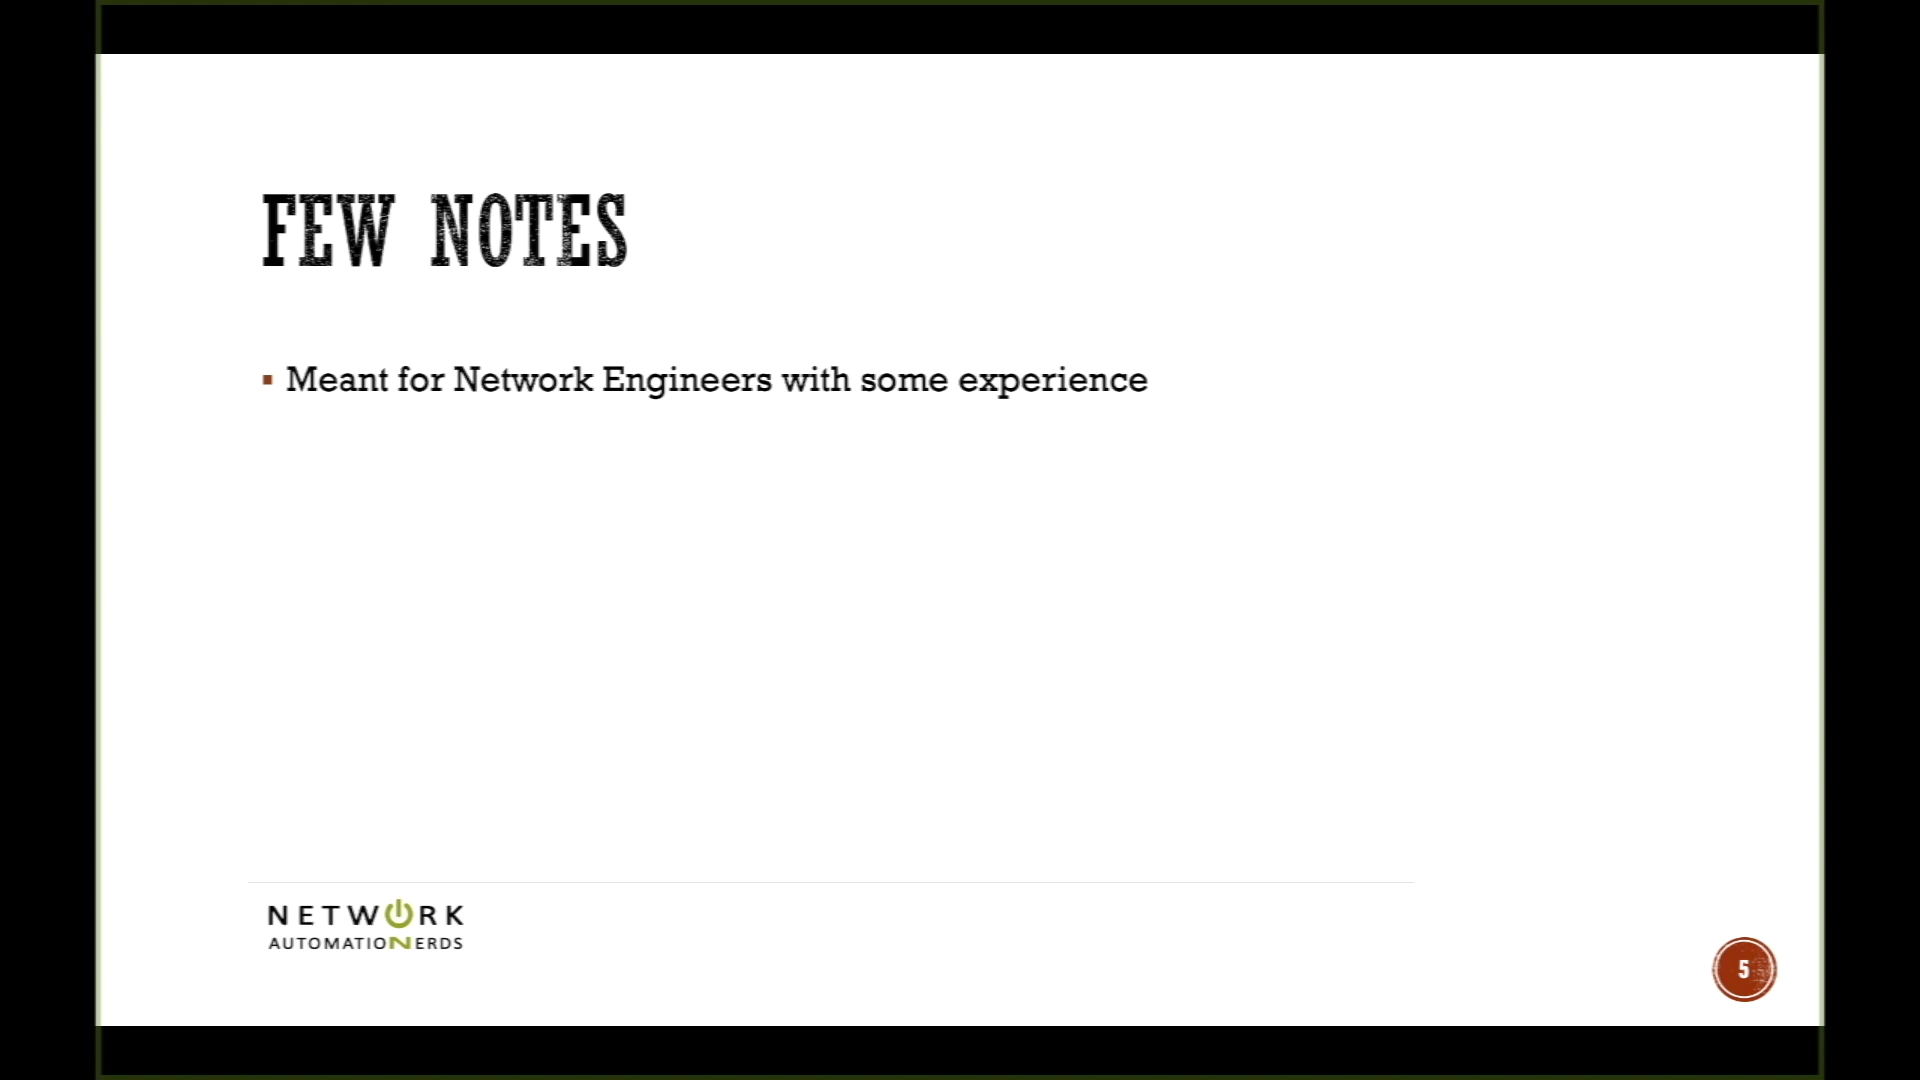 FEW NOTES
▪ Meant for Network Engineers with some experience
NETWORK
AUTOMATIONERDS
5